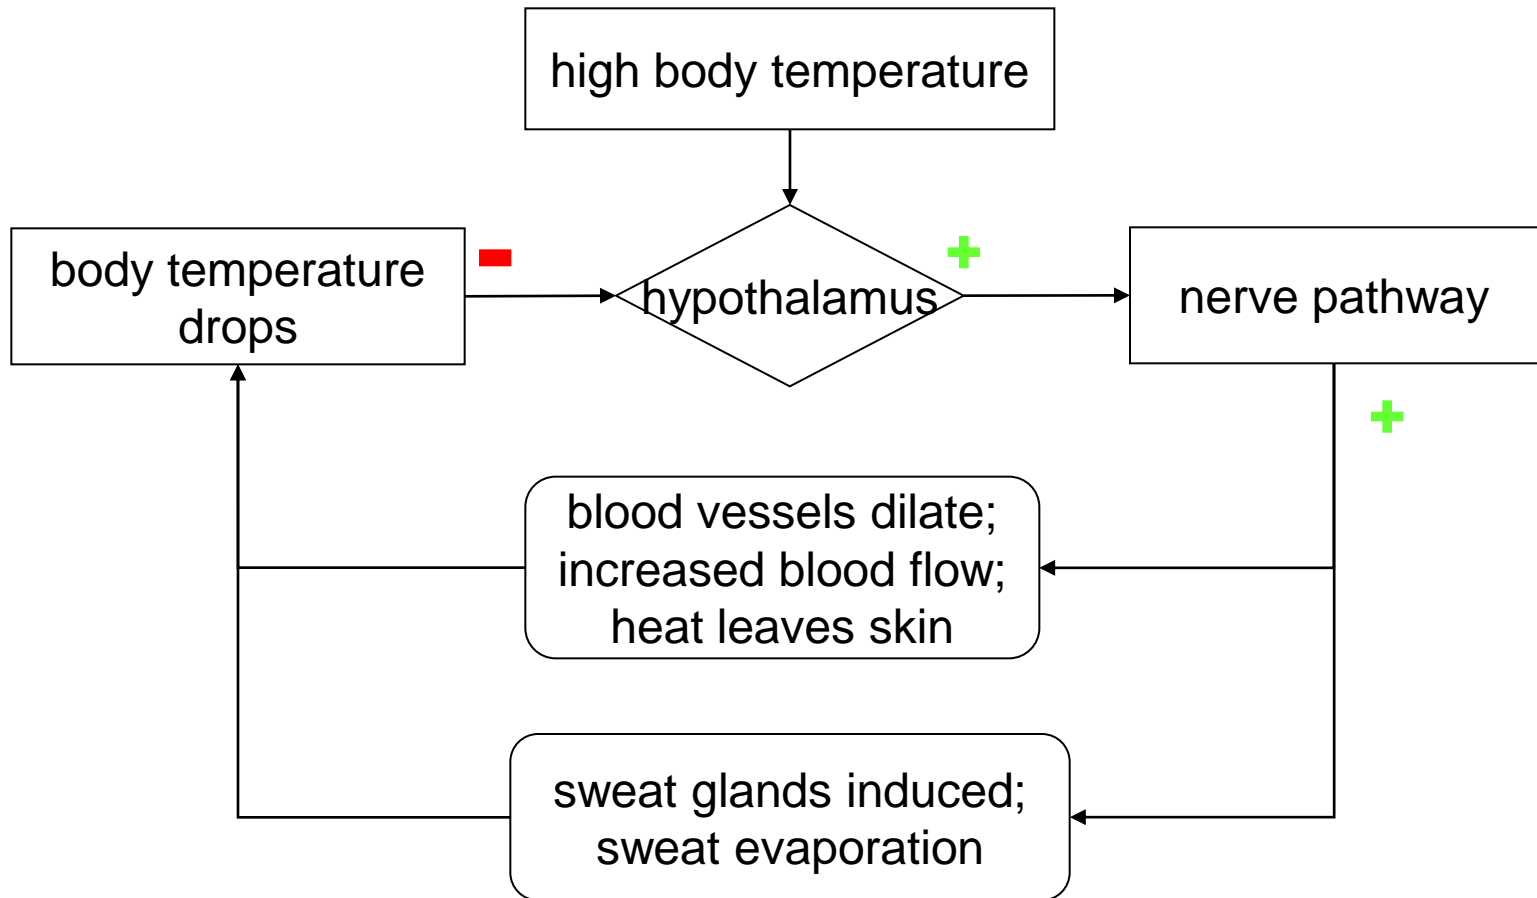 high body temperature
body temperature
drops
hypothalamus
nerve pathway
blood vessels dilate;
increased blood flow;
heat leaves skin
sweat glands induced;
sweat evaporation